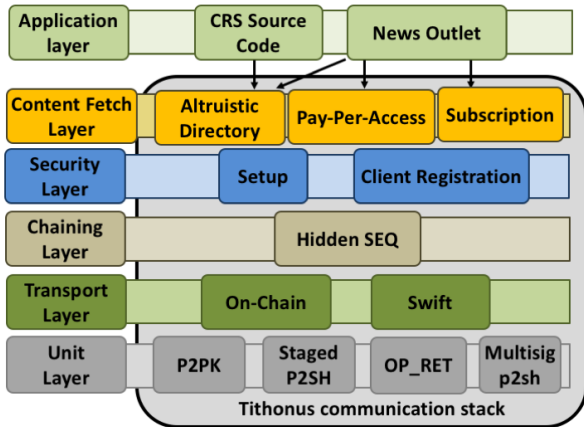 Application
layer
CRS Source
Code
News Outlet
Content Fetch
Layer
Altruistic
Directory
Pay-Per-Access
Subscription
Security
Layer
Setup
Client Registration
Chaining
Layer
Hidden SEQ
Transport
Layer
On-Chain
Swift
Unit
Layer
P2PK
Staged
P2SH
OP_RET
Multisig
p2sh
Tithonus communication stack